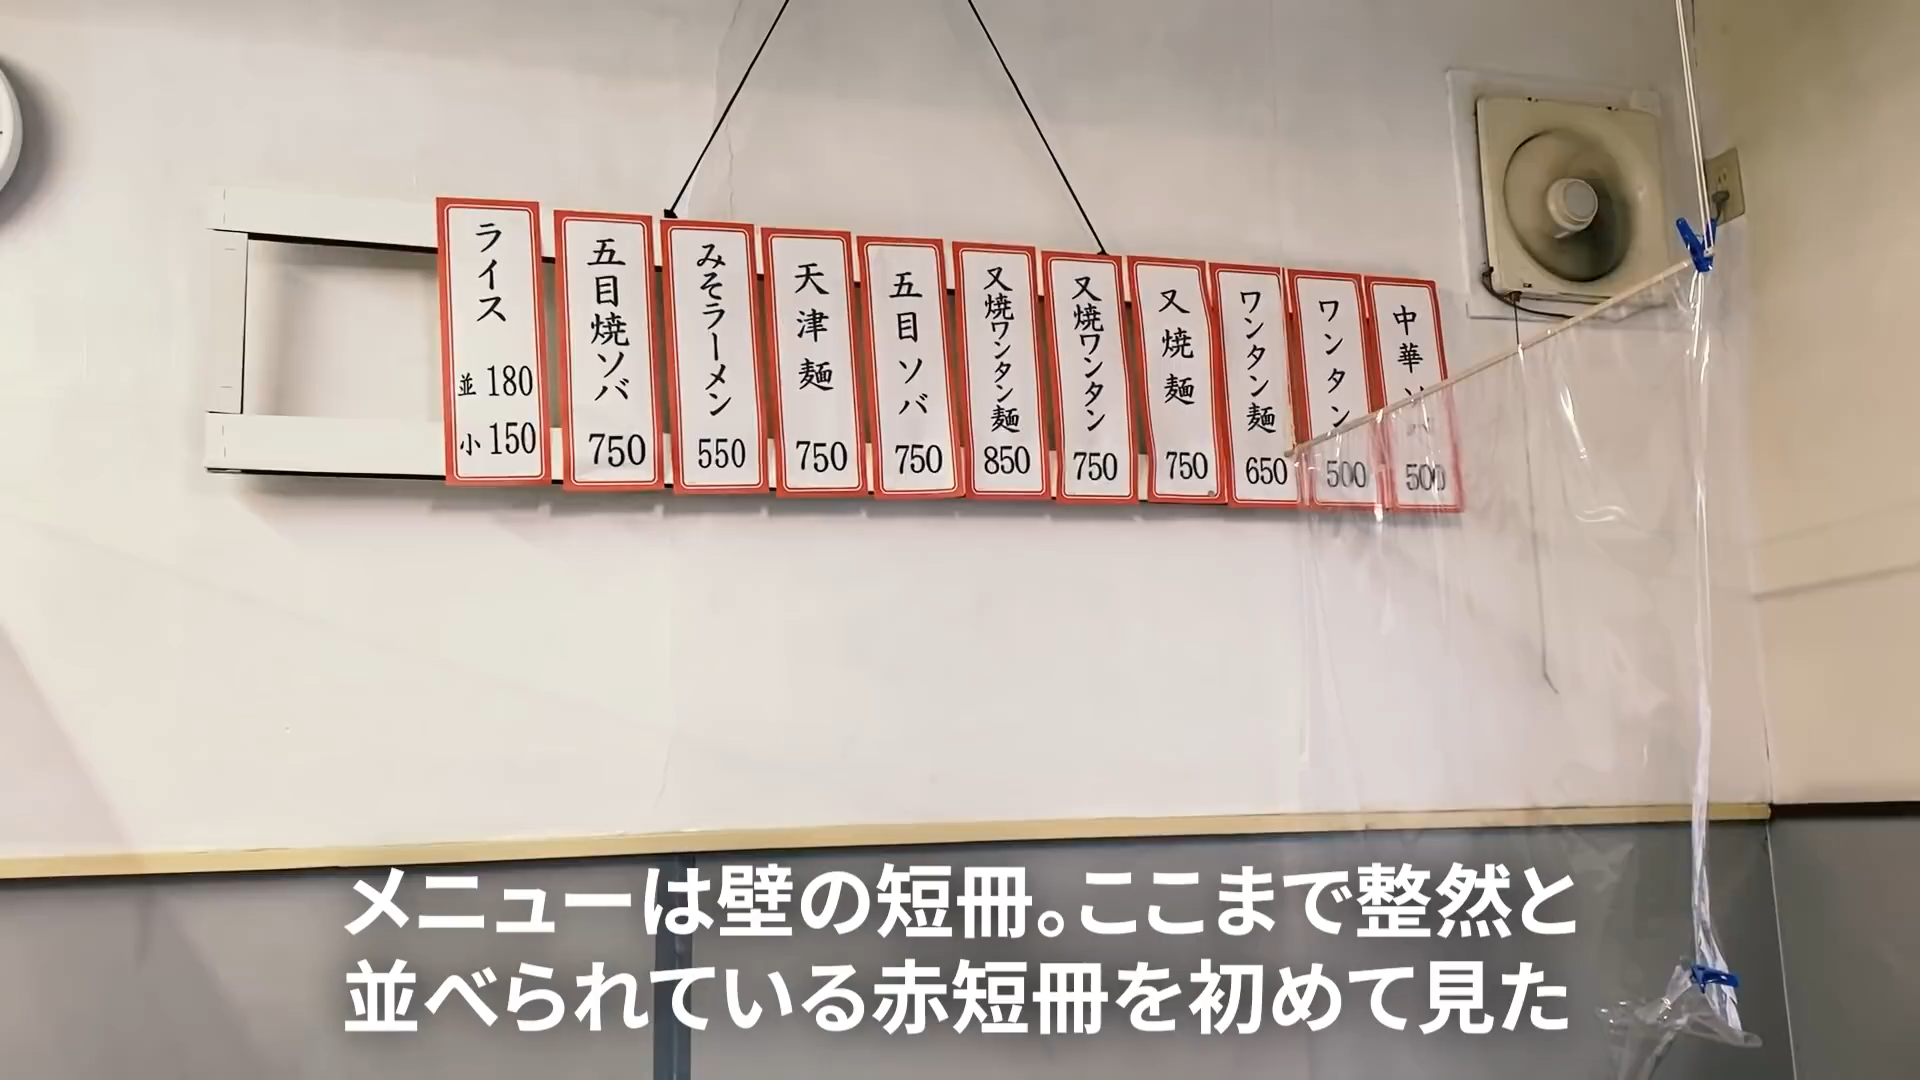 中華
500
ワンタン
500
ワンタン麺
650
叉焼麺
750
叉焼ワンタン
750
叉焼ワンタン麺
850
五目ソバ
750
天津麺
750
みそラーメン
550
五目焼ソバ
750
ライス
並 180
小 150
メニューは壁の短冊。ここまで整然と
並べられている赤短冊を初めて見た